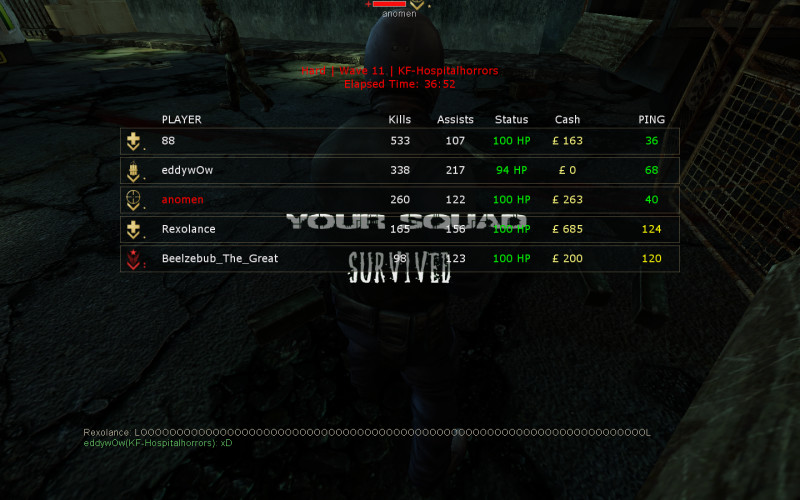 anomen
Hard | Wave 11 | KF-Hospitalhorrors
Elapsed Time: 36:52
PLAYER Kills Assists Status Cash PING
88 533 107 100 HP £ 163 36
eddywOw 338 217 94 HP £ 0 68
anomen 260 122 100 HP £ 263 40
YOUR SQUAD
Rexolance 165 156 100 HP £ 685 124
Beelzebub_The_Great 98 123 100 HP £ 200 120
SURVIVED
Rexolance: LOOOOOOOOOOOOOOOOOOOOOOOOOOOOOOOOOOOOOOOOOOOOOOOOOOOOOOOOOOOOOOOOOOOOOL
eddywOw(KF-Hospitalhorrors): xD